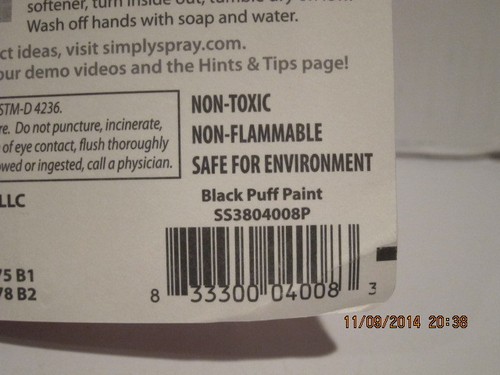 softener, turn inside out, tumble dry on
Wash off hands with soap and water.
ct ideas, visit simplyspray.com.
our demo videos and the Hints & Tips page!
STM-D 4236.
re. Do not puncture, incinerate,
of eye contact, flush thoroughly
owed or ingested, call a physician.
NON-TOXIC
NON-FLAMMABLE
SAFE FOR ENVIRONMENT
LLC
Black Puff Paint
SS3804008P
75 B1
78 B2
8 33300 04008 3
11/09/2014 20:38